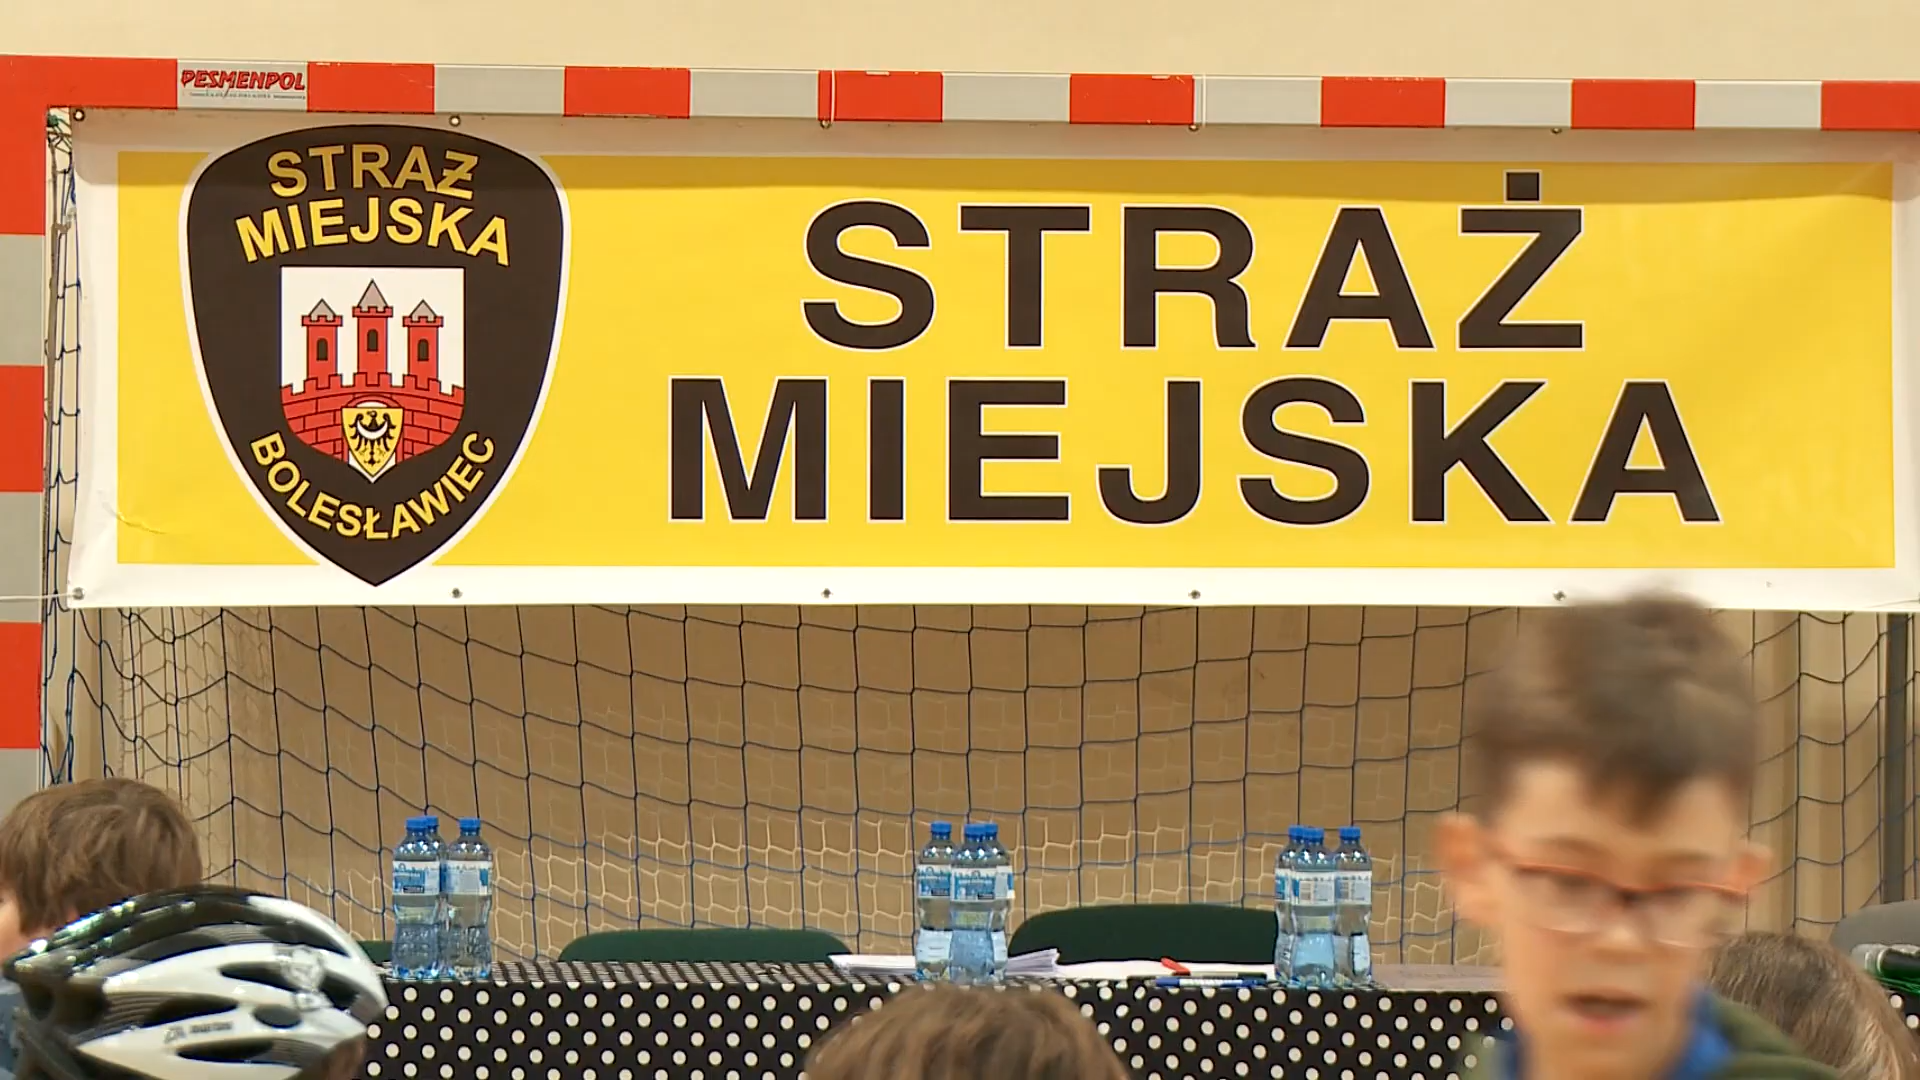 PESMENPOL
STRAŻ
MIEJSKA
BOLESŁAWIEC
STRAŻ
MIEJSKA